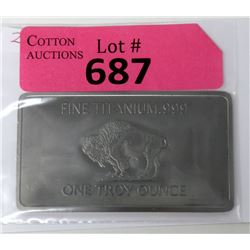 COTTON
AUCTIONS
Lot #
687
FINE TITANIUM .999
ONE TROY OUNCE